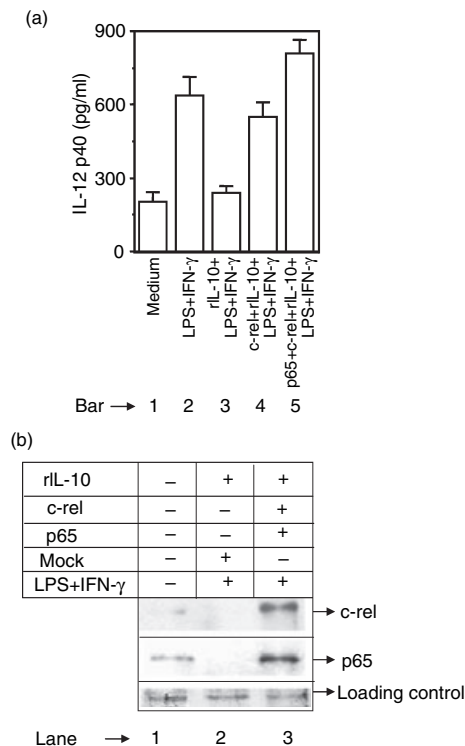 (a)
IL-12 p40 (pg/ml)
900
600
300
0
Medium
LPS+IFN-γ
rIL-10+
LPS+IFN-γ
c-rel+rIL-10+
LPS+IFN-γ
p65+c-rel+rIL-10+
LPS+IFN-γ
Bar → 1 2 3 4 5
(b)
rIL-10 – + +
c-rel – – +
p65 – – +
Mock – + –
LPS+IFN-γ – + +
c-rel
p65
Loading control
Lane → 1 2 3